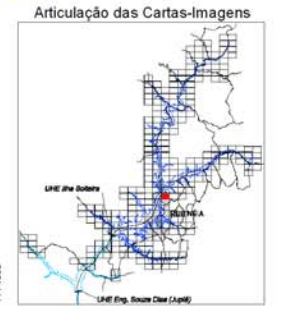 Articulação das Cartas-Imagens
UHE Ilha Solteira
UHE Eng. Souza Dias (Jupiá)